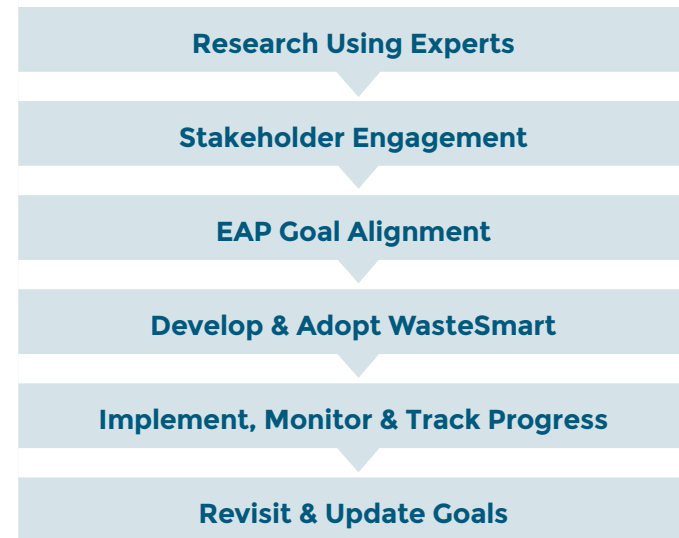 Research Using Experts
Stakeholder Engagement
EAP Goal Alignment
Develop & Adopt WasteSmart
Implement, Monitor & Track Progress
Revisit & Update Goals